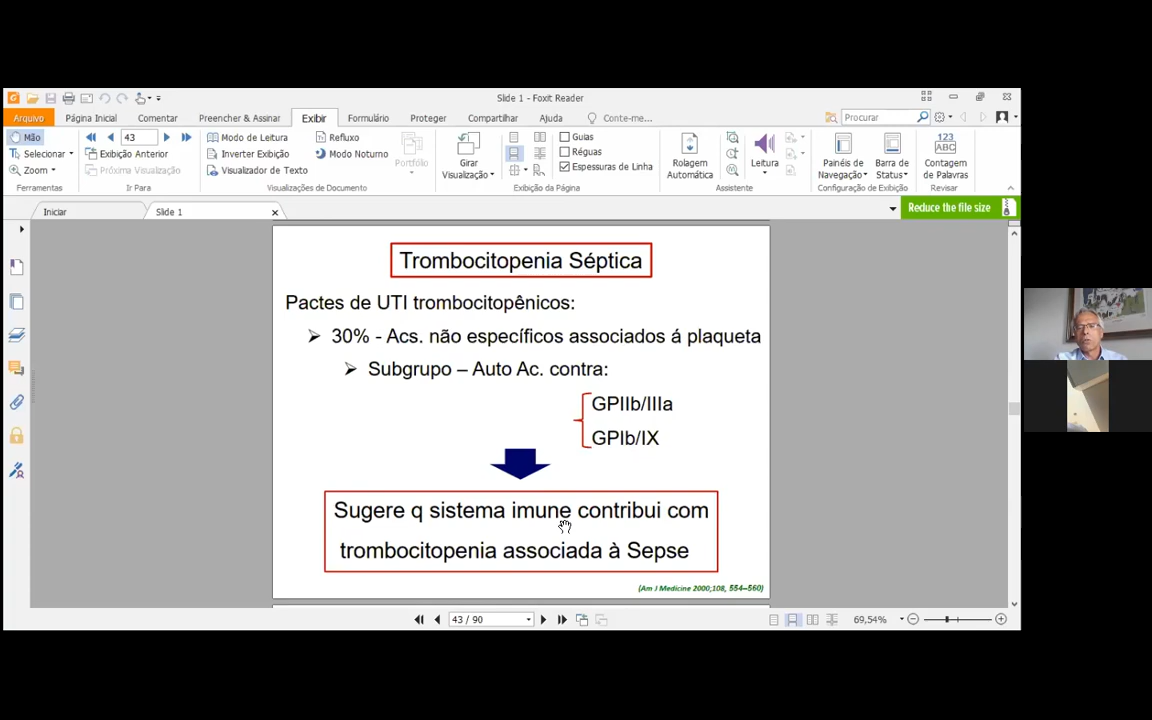 Slide 1 - Foxit Reader
Arquivo Página Inicial Comentar Preencher & Assinar Exibir Formulário Proteger Compartilhar Ajuda Conte-me... Procurar
Mão 43 Modo de Leitura Refluxo Guias
Selecionar Exibição Anterior Inverter Exibição Modo Noturno Réguas
Zoom Próxima Visualização Visualizador de Texto Espessuras de Linha
Portfólio Girar Visualização Rolagem Automática Leitura Painéis de Navegação Barra de Status Contagem de Palavras
123 ABC
Ferramentas Ir Para Visualizações de Documento Exibição da Página Assistente Configuração de Exibição Revisar
Iniciar Slide 1 Reduce the file size
Trombocitopenia Séptica
Pactes de UTI trombocitopênicos:
30% - Acs. não específicos associados á plaqueta
Subgrupo – Auto Ac. contra:
GPIIb/IIIa
GPIb/IX
Sugere q sistema imune contribui com
trombocitopenia associada à Sepse
(Am J Medicine 2000;108, 554–560)
43 / 90 69,54%